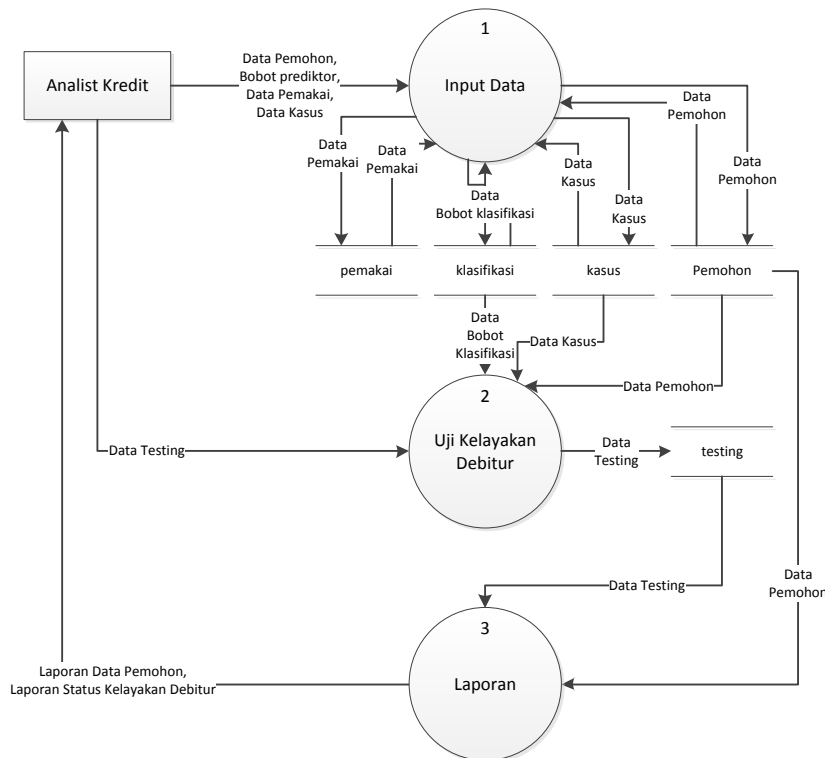 1
Input Data
Analist Kredit
Data Pemohon,
Bobot prediktor,
Data Pemakai,
Data Kasus
Data
Pemohon
Data
Pemohon
Data
Pemakai
Data
Pemakai
Data
Bobot klasifikasi
Data
Kasus
Data
Kasus
pemakai
klasifikasi
kasus
Pemohon
Data
Bobot
Klasifikasi
Data Kasus
Data Pemohon
2
Uji Kelayakan
Debitur
Data Testing
Data
Testing
testing
Data Testing
Data
Pemohon
3
Laporan
Laporan Data Pemohon,
Laporan Status Kelayakan Debitur